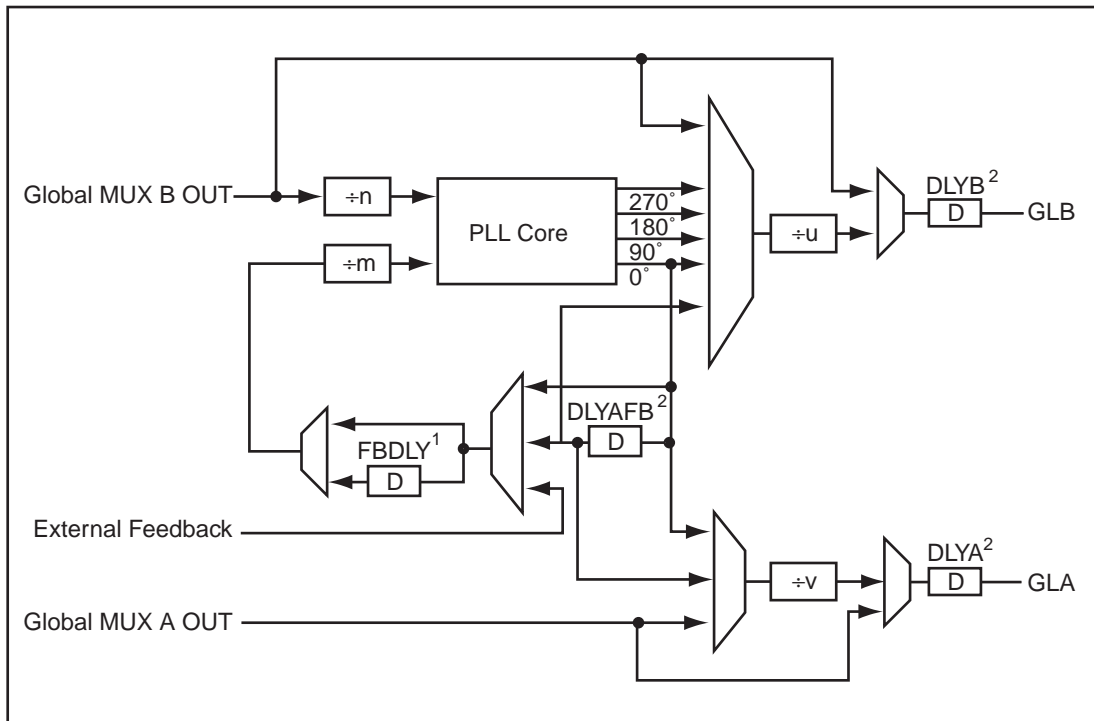 Global MUX B OUT
÷n
÷m
PLL Core
270°
180°
90°
0°
÷u
DLYB²
D
GLB
DLYAFB²
D
FBDLY¹
D
External Feedback
Global MUX A OUT
÷v
DLYA²
D
GLA